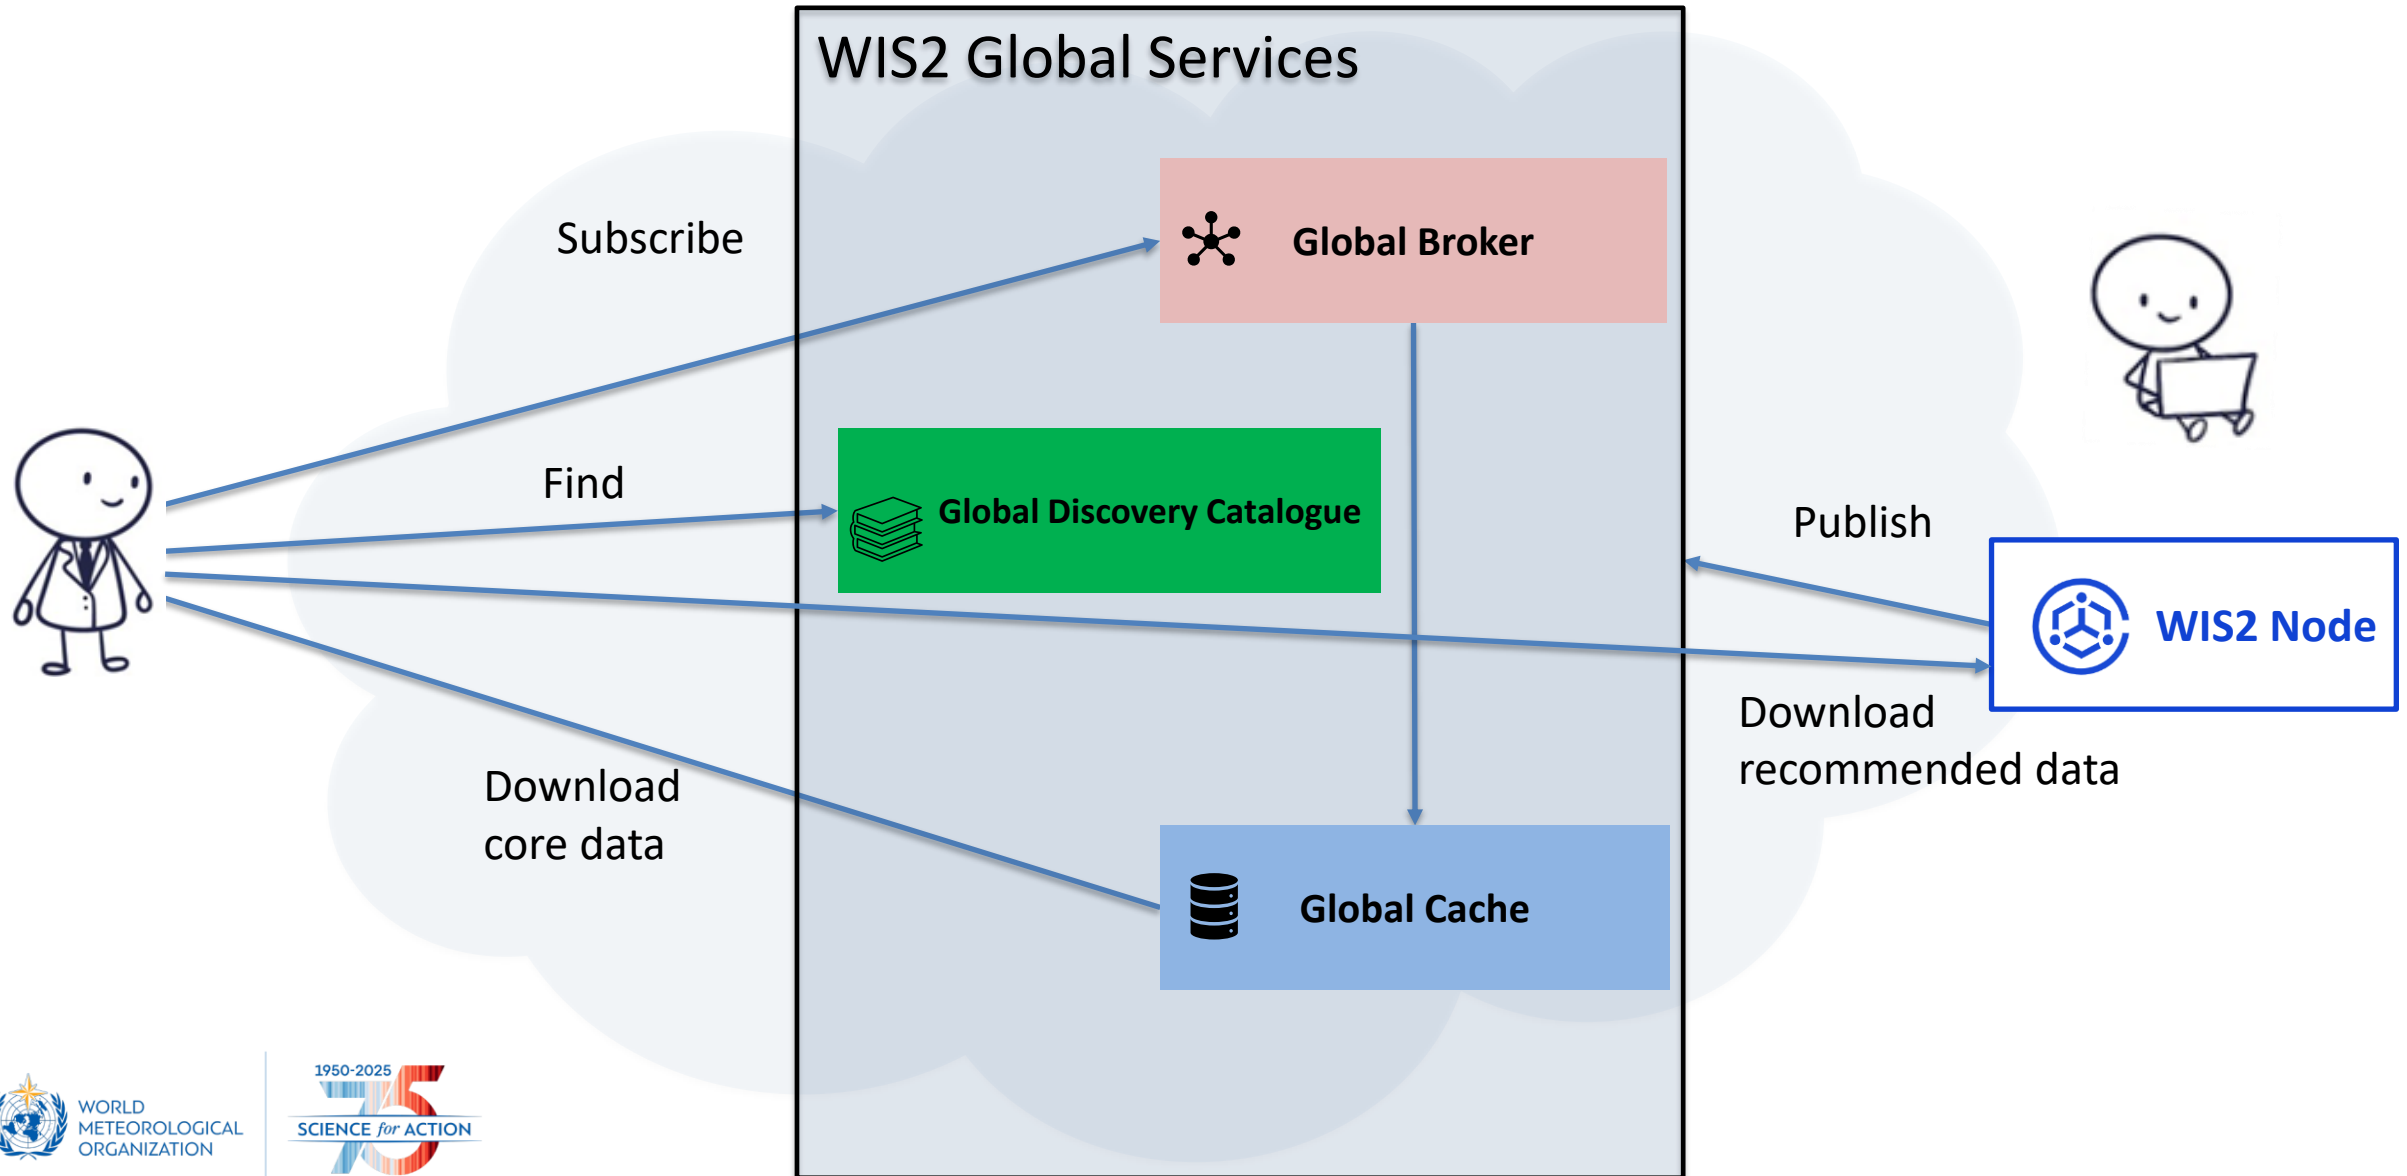 WIS2 Global Services
Subscribe
Global Broker
Find
Global Discovery Catalogue
Publish
WIS2 Node
Download
recommended data
Download
core data
Global Cache
WORLD
METEOROLOGICAL
ORGANIZATION
1950-2025
75
SCIENCE for ACTION